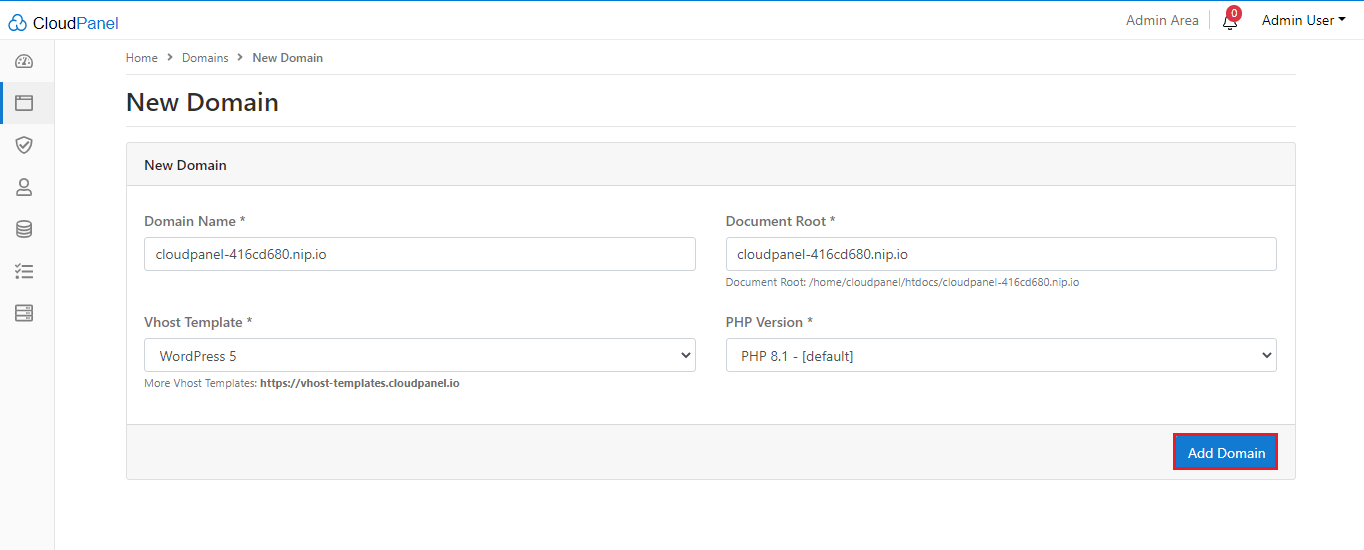 CloudPanel
Admin Area
0
Admin User
Home > Domains > New Domain
New Domain
New Domain
Domain Name *
Document Root *
cloudpanel-416cd680.nip.io
cloudpanel-416cd680.nip.io
Document Root: /home/cloudpanel/htdocs/cloudpanel-416cd680.nip.io
Vhost Template *
PHP Version *
WordPress 5
PHP 8.1 - [default]
More Vhost Templates: https://vhost-templates.cloudpanel.io
Add Domain